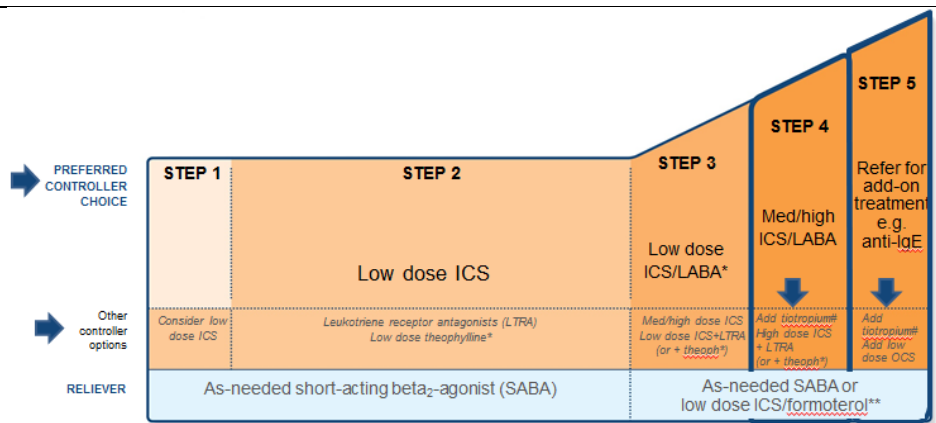 STEP 5
STEP 4
STEP 3
PREFERRED
CONTROLLER
CHOICE
STEP 1
STEP 2
Refer for
add-on
treatment
e.g.
anti-IgE
Med/high
ICS/LABA
Low dose
ICS/LABA*
Low dose ICS
Other
controller
options
Consider low
dose ICS
Leukotriene receptor antagonists (LTRA)
Low dose theophylline*
Med/high dose ICS
Low dose ICS+LTRA
(or + theoph*)
Add tiotropium#
High dose ICS
+ LTRA
(or + theoph*)
Add
tiotropium#
Add low
dose OCS
RELIEVER
As-needed short-acting beta2-agonist (SABA)
As-needed SABA or
low dose ICS/formoterol**